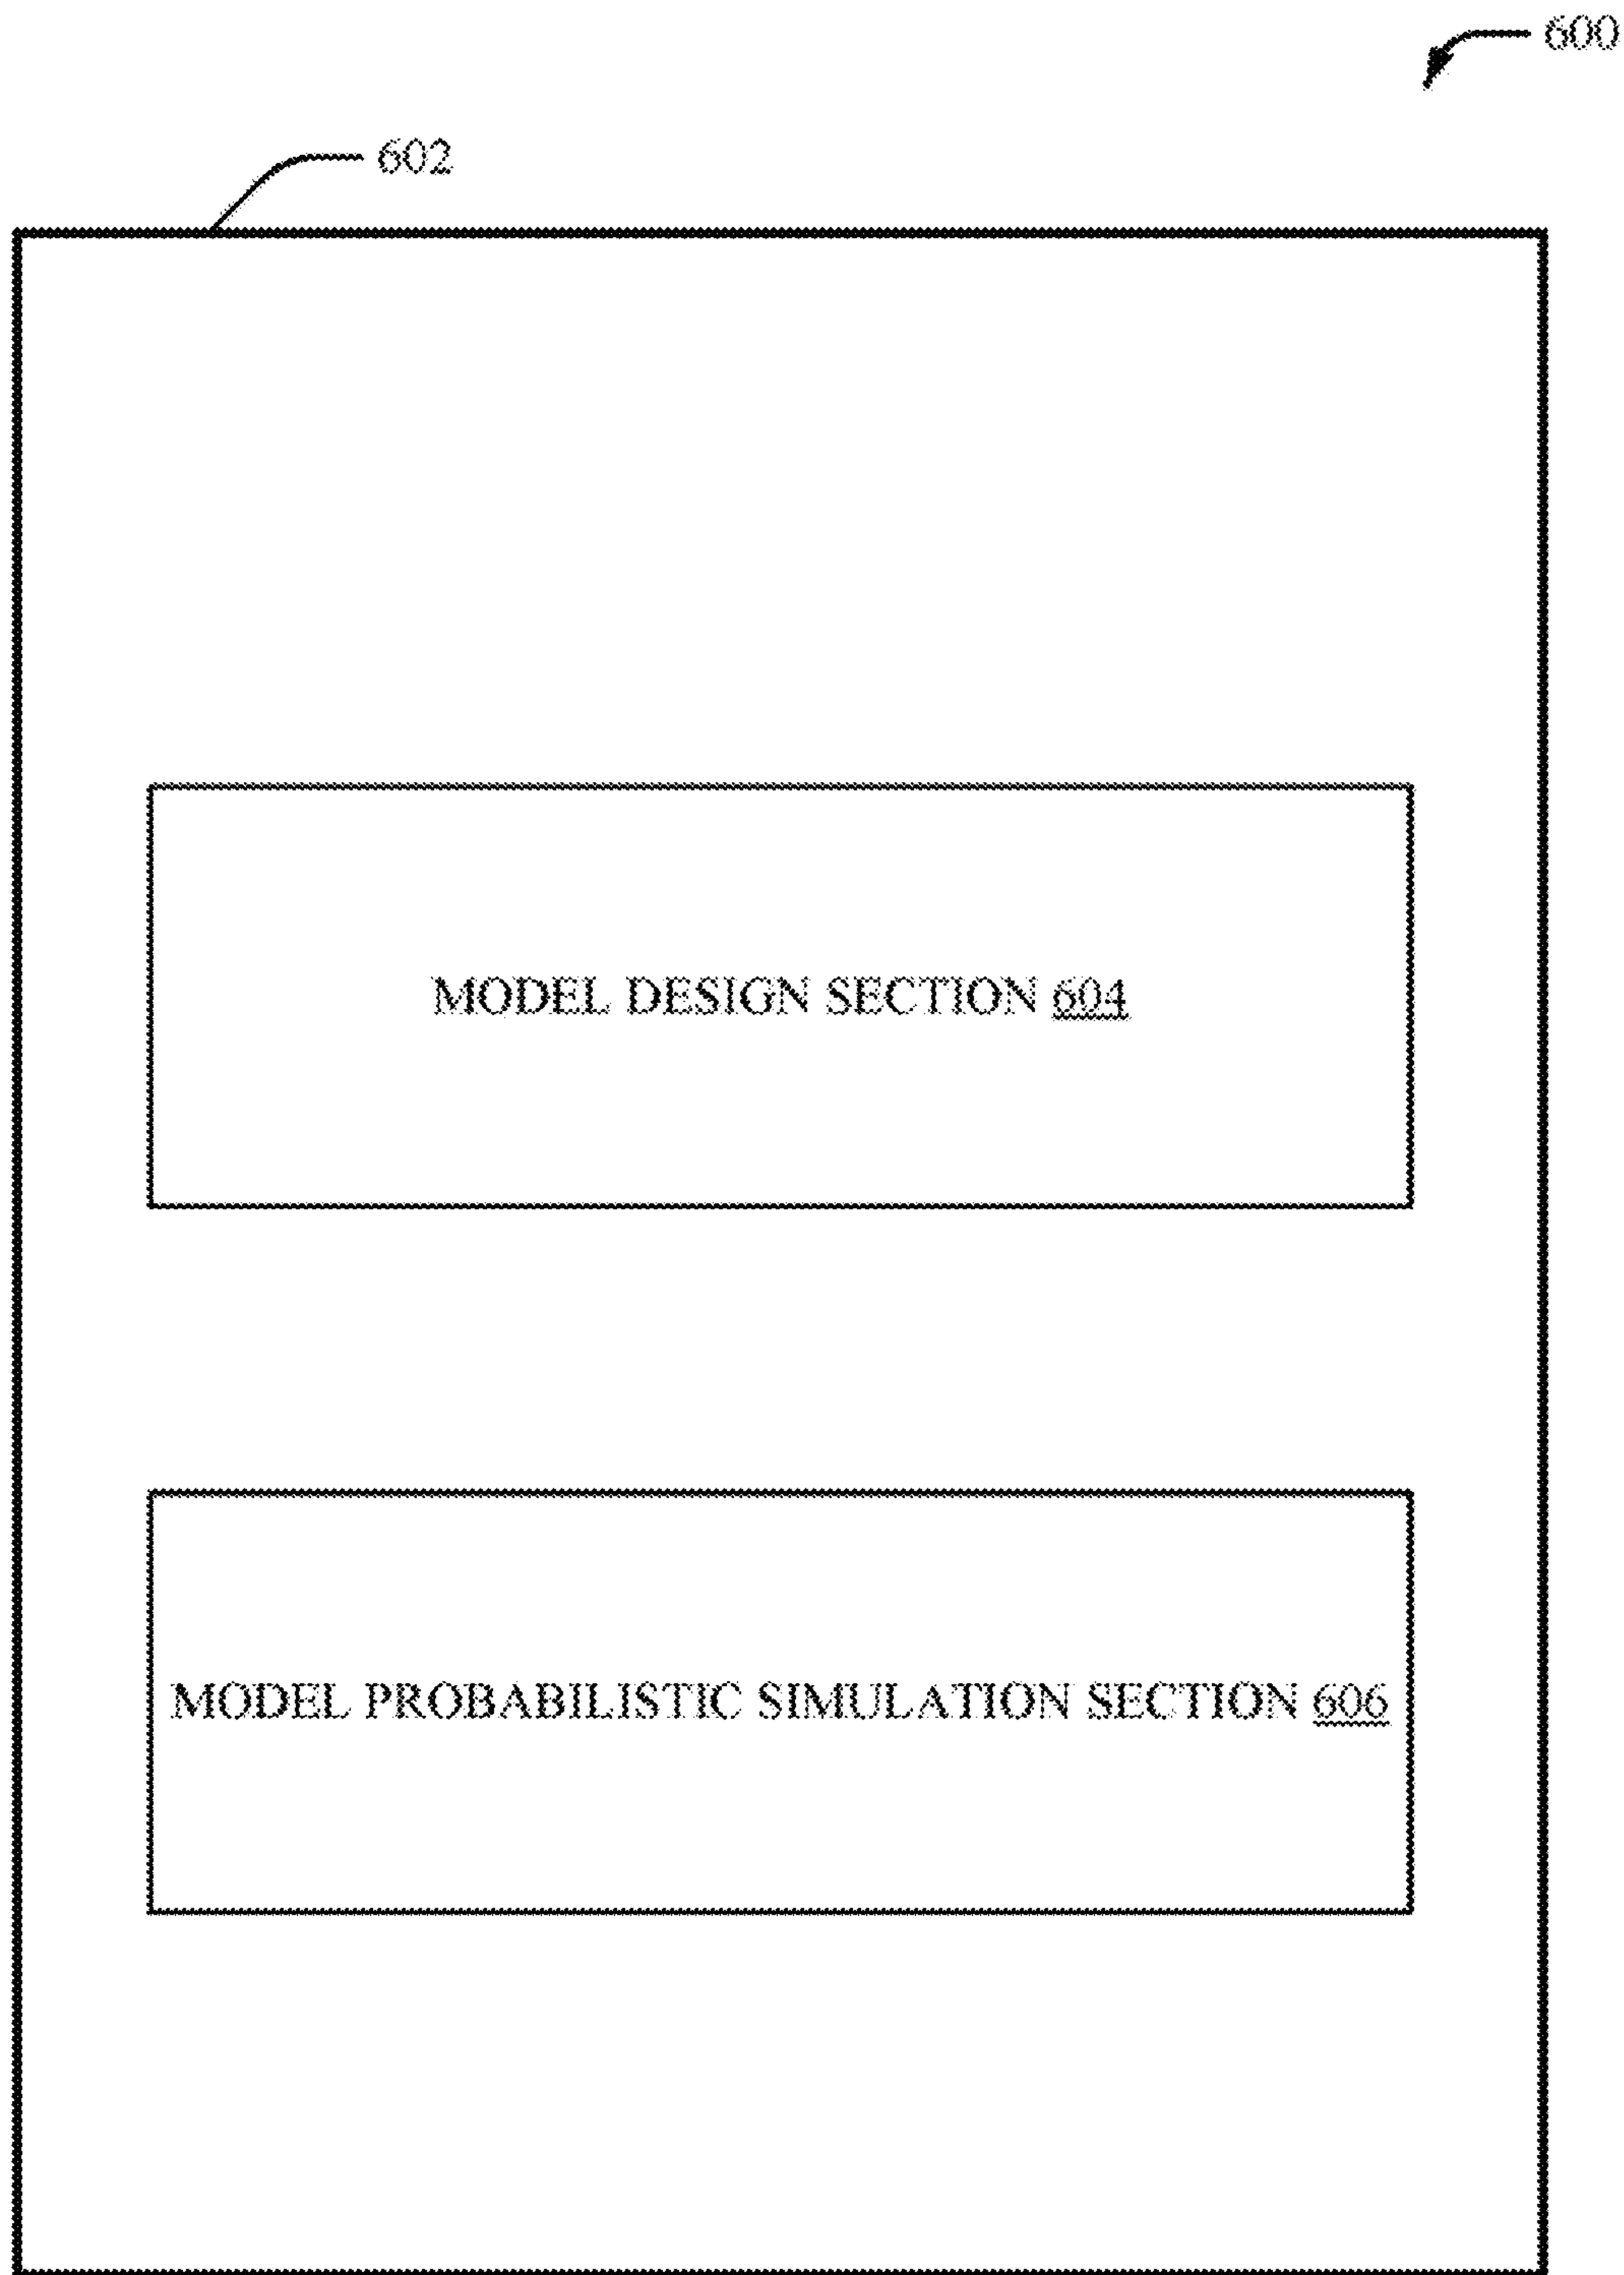 600
602
MODEL DESIGN SECTION 604
MODEL PROBABILISTIC SIMULATION SECTION 606